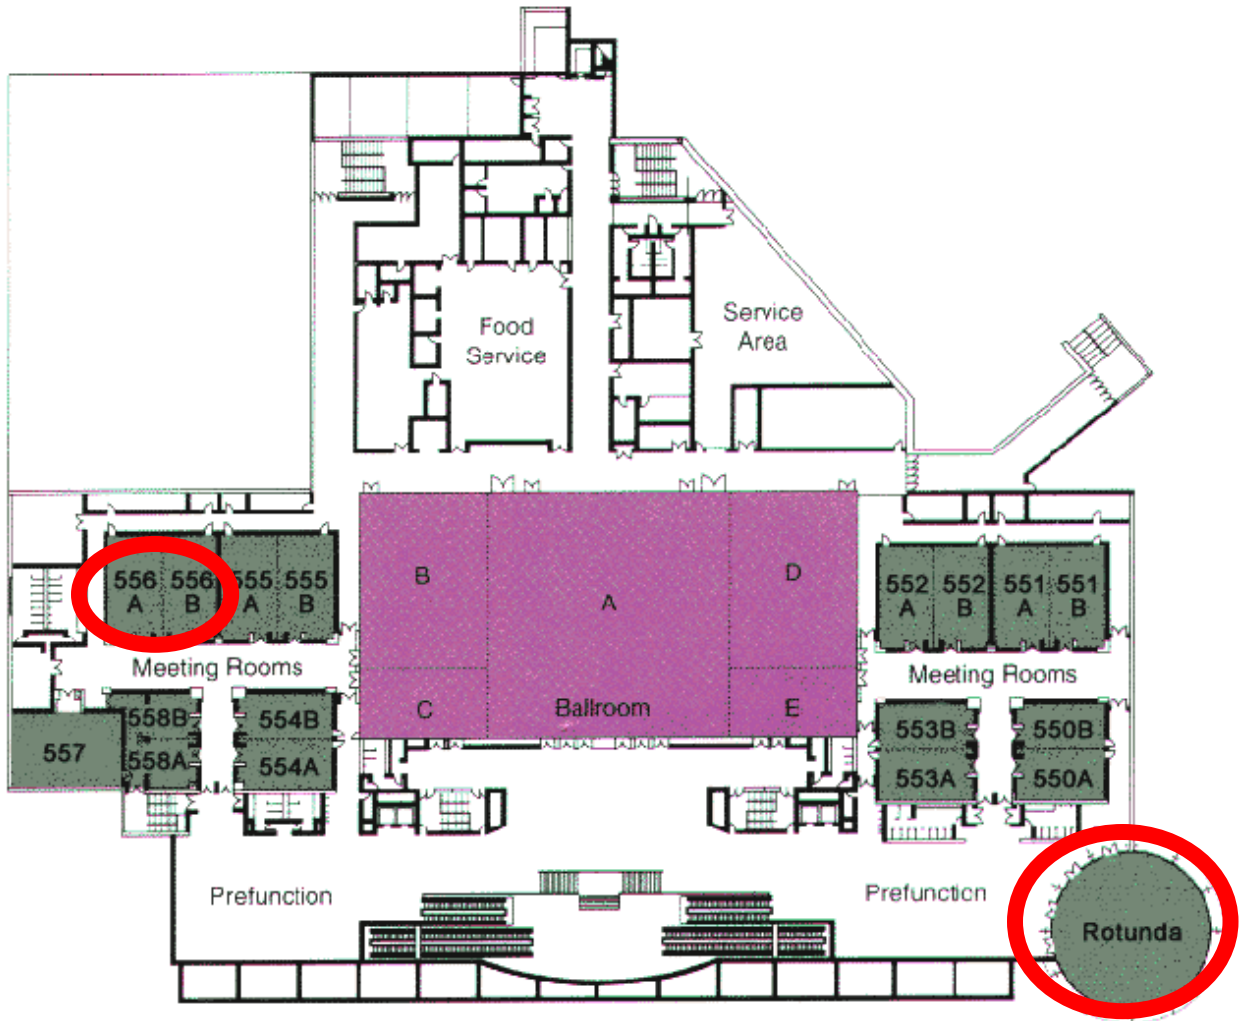 Food
Service
Service
Area
556
A
556
B
555
A
555
B
B
A
D
552
A
552
B
551
A
551
B
Meeting Rooms
Meeting Rooms
C
Ballroom
E
558B
554B
553B
550B
557
558A
554A
553A
550A
Prefunction
Prefunction
Rotunda